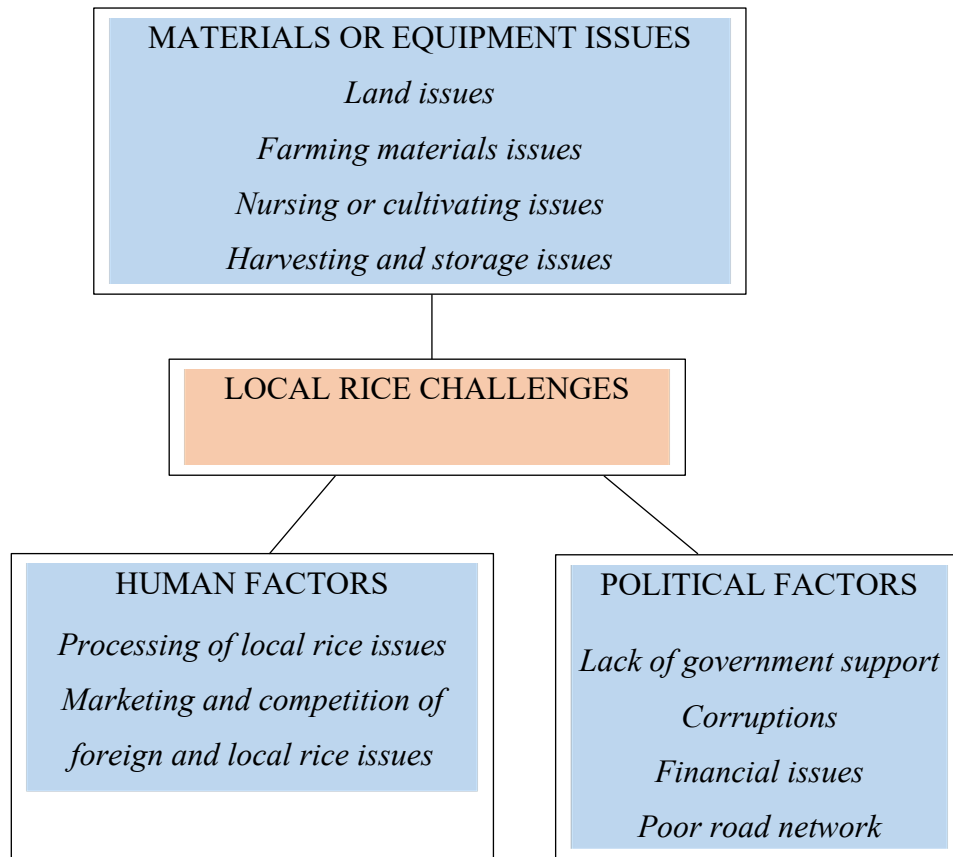 MATERIALS OR EQUIPMENT ISSUES
Land issues
Farming materials issues
Nursing or cultivating issues
Harvesting and storage issues
LOCAL RICE CHALLENGES
HUMAN FACTORS
Processing of local rice issues
Marketing and competition of
foreign and local rice issues
POLITICAL FACTORS
Lack of government support
Corruptions
Financial issues
Poor road network